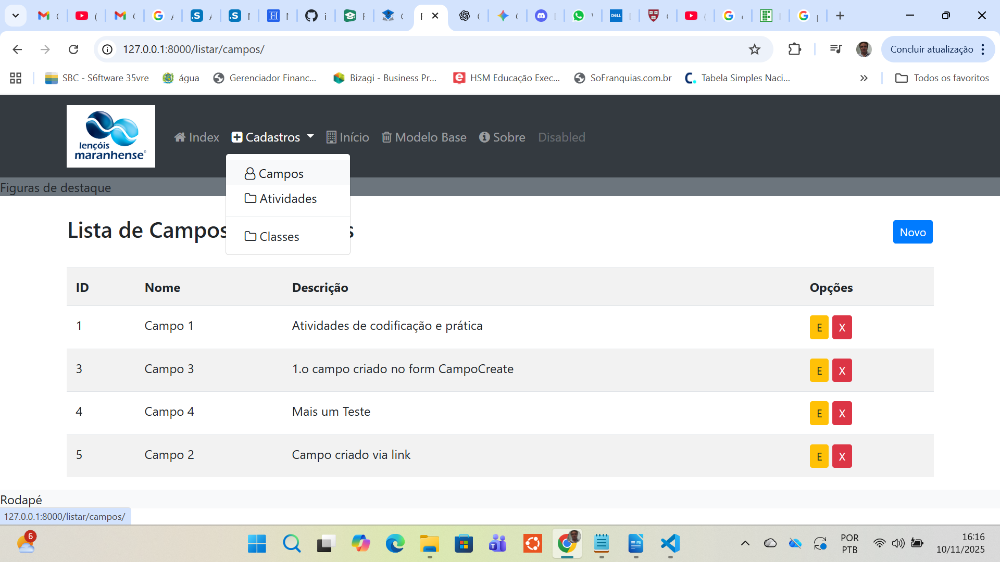 127.0.0.1:8000/listar/campos/
Concluir atualização
SBC - S6ftware 35vre
água
Gerenciador Financ...
Bizagi - Business Pr...
HSM Educação Exec...
SoFranquias.com.br
Tabela Simples Naci...
Todos os favoritos
lençóis
maranhense®
Index
Cadastros
Início
Modelo Base
Sobre
Disabled
Campos
Atividades
Classes
Figuras de destaque
Lista de Campos
Novo
ID Nome Descrição Opções
1 Campo 1 Atividades de codificação e prática E X
3 Campo 3 1.o campo criado no form CampoCreate E X
4 Campo 4 Mais um Teste E X
5 Campo 2 Campo criado via link E X
Rodapé
127.0.0.1:8000/listar/campos/
6
POR
PTB
16:16
10/11/2025